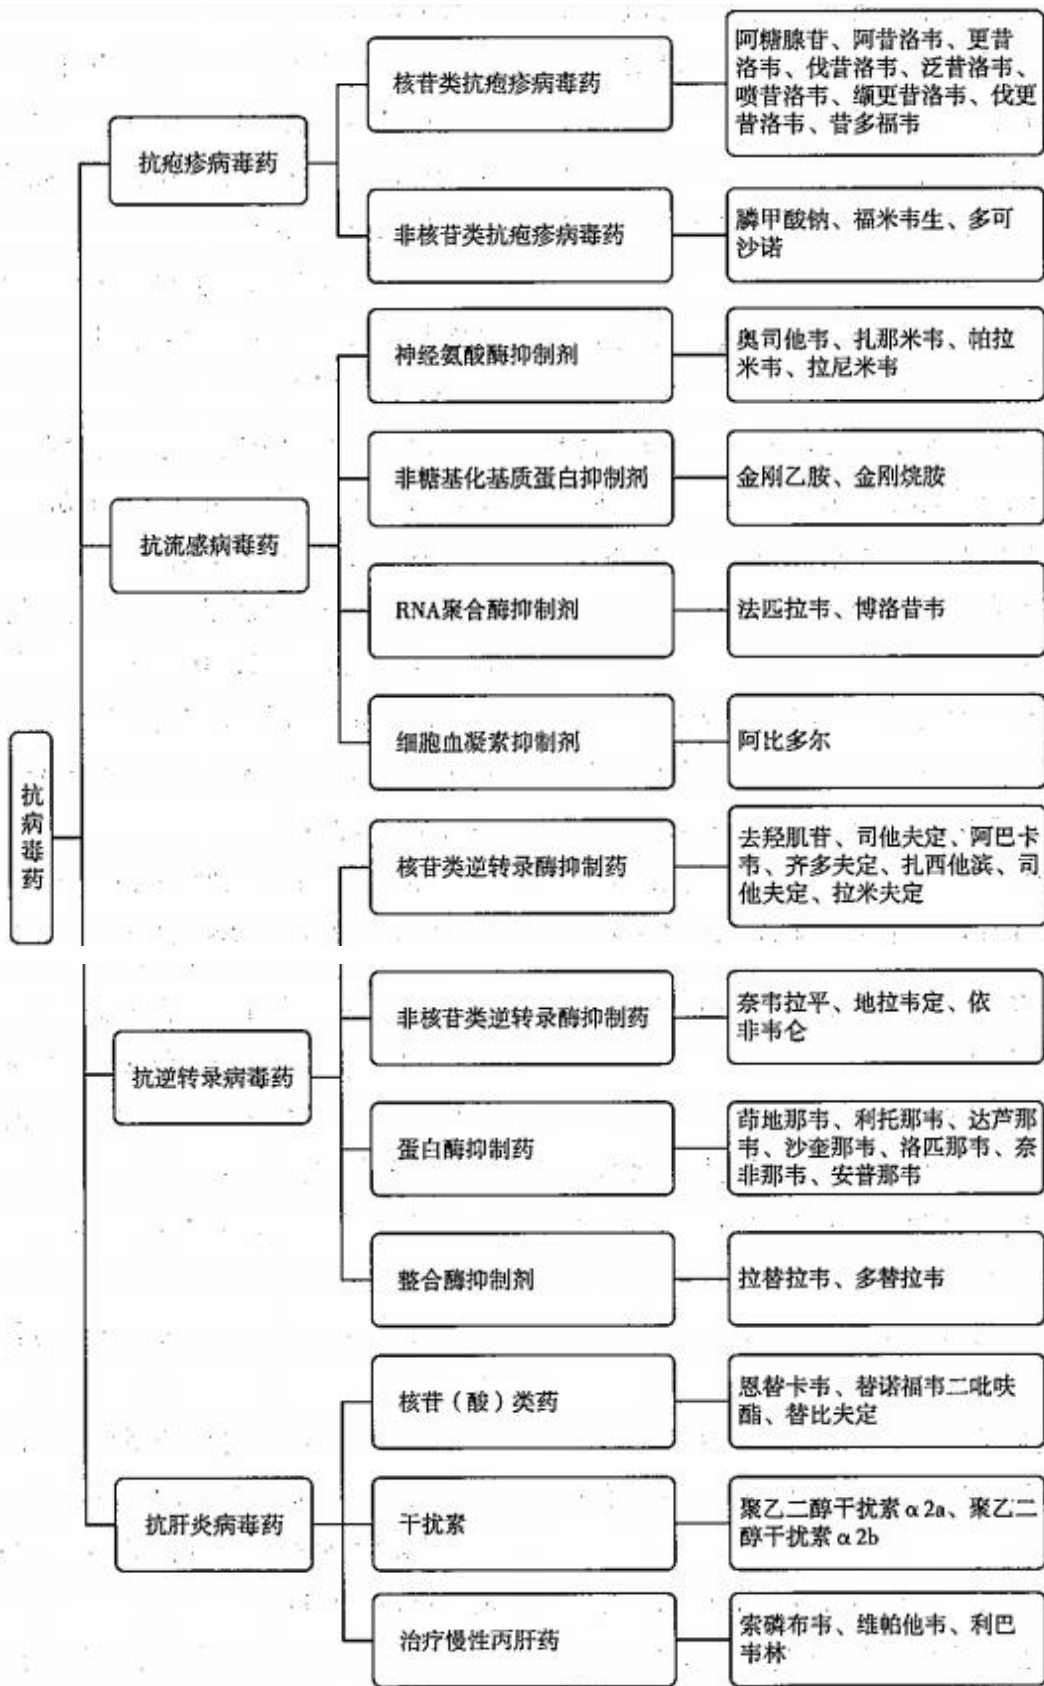 抗病毒药
抗疱疹病毒药
核苷类抗疱疹病毒药
阿糖腺苷、阿昔洛韦、更昔
洛韦、伐昔洛韦、泛昔洛韦、
喷昔洛韦、缬更昔洛韦、伐更
昔洛韦、昔多福韦
非核苷类抗疱疹病毒药
膦甲酸钠、福米韦生、多可
沙诺
抗流感病毒药
神经氨酸酶抑制剂
奥司他韦、扎那米韦、帕拉
米韦、拉尼米韦
非糖基化基质蛋白抑制剂
金刚乙胺、金刚烷胺
RNA聚合酶抑制剂
法匹拉韦、博洛昔韦
细胞血凝素抑制剂
阿比多尔
抗逆转录病毒药
核苷类逆转录酶抑制药
去羟肌苷、司他夫定、阿巴卡
韦、齐多夫定、扎西他滨、司
他夫定、拉米夫定
非核苷类逆转录酶抑制药
奈韦拉平、地拉韦定、依
非韦仑
蛋白酶抑制药
茚地那韦、利托那韦、达芦那
韦、沙奎那韦、洛匹那韦、奈
非那韦、安普那韦
整合酶抑制剂
拉替拉韦、多替拉韦
抗肝炎病毒药
核苷（酸）类药
恩替卡韦、替诺福韦二吡呋
酯、替比夫定
干扰素
聚乙二醇干扰素α2a、聚乙二
醇干扰素α2b
治疗慢性丙肝药
索磷布韦、维帕他韦、利巴
韦林